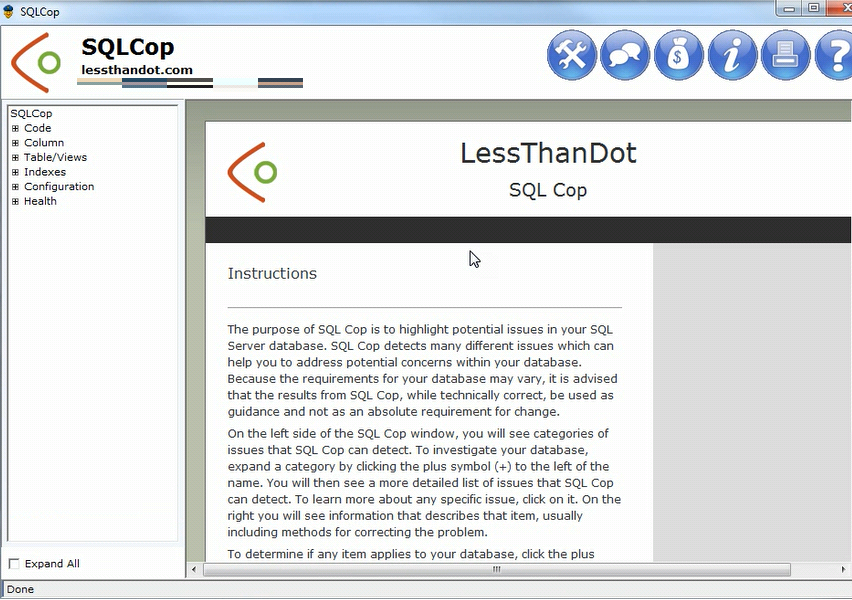 SQLCop
SQLCop
lessthandot.com
SQLCop
Code
Column
Table/Views
Indexes
Configuration
Health
LessThanDot
SQL Cop
Instructions
The purpose of SQL Cop is to highlight potential issues in your SQL
Server database. SQL Cop detects many different issues which can
help you to address potential concerns within your database.
Because the requirements for your database may vary, it is advised
that the results from SQL Cop, while technically correct, be used as
guidance and not as an absolute requirement for change.
On the left side of the SQL Cop window, you will see categories of
issues that SQL Cop can detect. To investigate your database,
expand a category by clicking the plus symbol (+) to the left of the
name. You will then see a more detailed list of issues that SQL Cop
can detect. To learn more about any specific issue, click on it. On the
right you will see information that describes that item, usually
including methods for correcting the problem.
To determine if any item applies to your database, click the plus
Expand All
Done